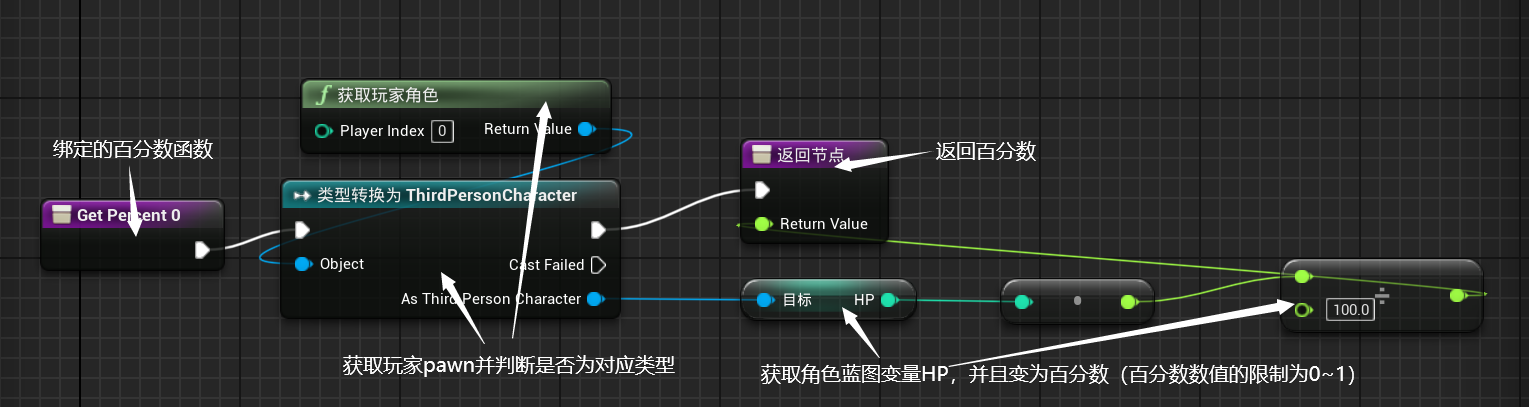 获取玩家角色
Player Index 0
Return Value
绑定的百分数函数
返回节点
返回百分数
类型转换为 ThirdPersonCharacter
Get Percent 0
Return Value
Object
Cast Failed
As Third Person Character
目标
HP
100.0
获取玩家pawn并判断是否为对应类型
获取角色蓝图变量HP，并且变为百分数（百分数数值的限制为0~1）